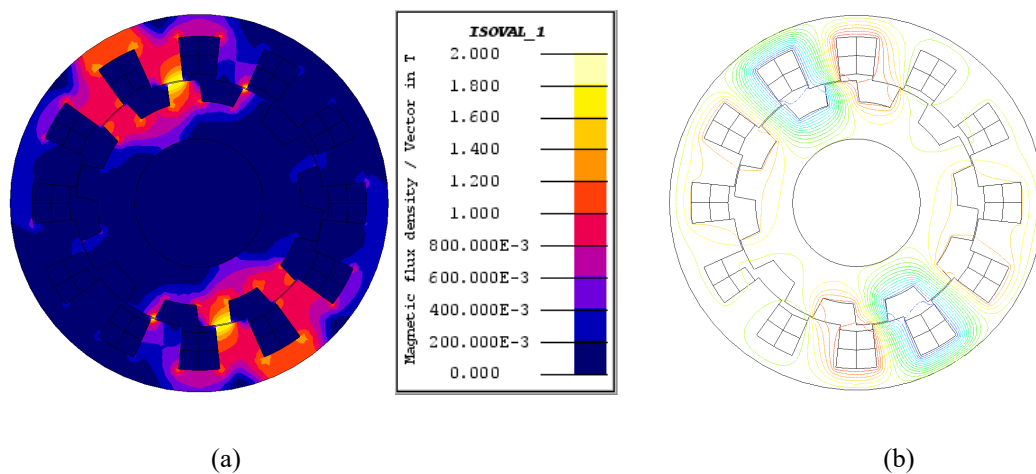 ISOVAL_1
Magnetic flux density / Vector in T
2.000
1.800
1.600
1.400
1.200
1.000
800.000E-3
600.000E-3
400.000E-3
200.000E-3
0.000
(a)
(b)